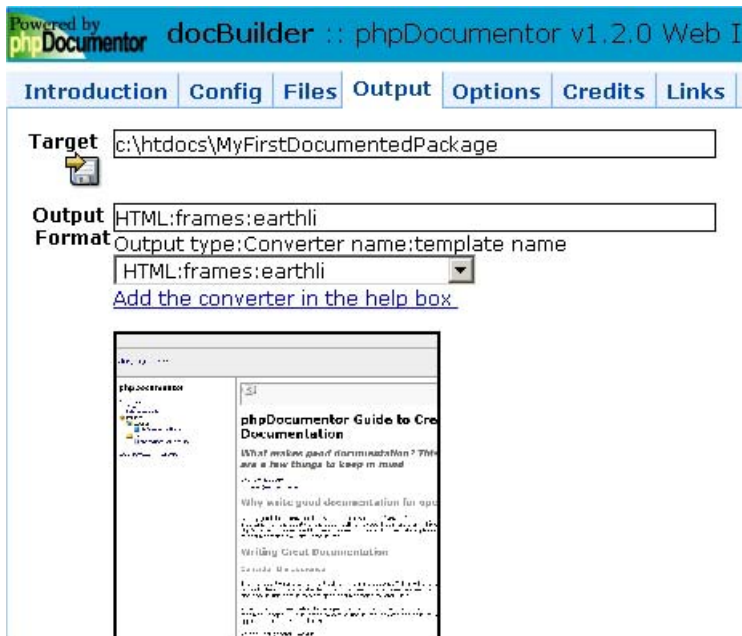 Powered by
phpDocumentor docBuilder :: phpDocumentor v1.2.0 Web I
Introduction Config Files Output Options Credits Links
Target c:\htdocs\MyFirstDocumentedPackage
Output HTML:frames:earthli
Format Output type:Converter name:template name
HTML:frames:earthli
Add the converter in the help box
phpDocumentor
phpDocumentor Guide to Cre
Documentation
What makes good documentation? This
are a few things to keep in mind
Why write good documentation for ope
Writing Great Documentation